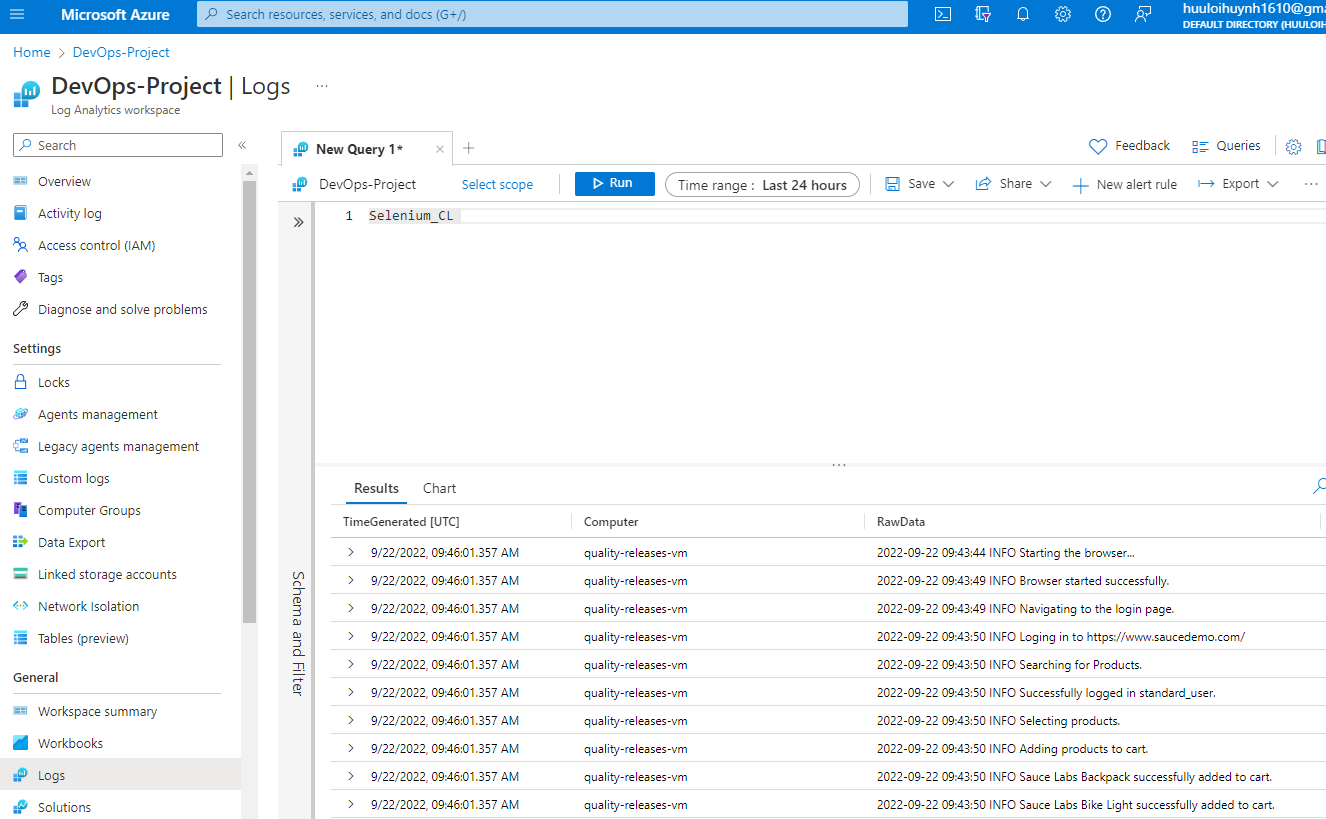 Microsoft Azure
Search resources, services, and docs (G+/)
huuloihuynh1610@gma
DEFAULT DIRECTORY (HUULOIH
Home > DevOps-Project
DevOps-Project | Logs ...
Log Analytics workspace
Search
«
Overview
Activity log
Access control (IAM)
Tags
Diagnose and solve problems
Settings
Locks
Agents management
Legacy agents management
Custom logs
Computer Groups
Data Export
Linked storage accounts
Network Isolation
Tables (preview)
General
Workspace summary
Workbooks
Logs
Solutions
New Query 1*
Feedback
Queries
DevOps-Project
Select scope
Run
Time range : Last 24 hours
Save
Share
New alert rule
Export
1 Selenium_CL
Schema and Filter
Results Chart
TimeGenerated [UTC] Computer RawData
9/22/2022, 09:46:01.357 AM quality-releases-vm 2022-09-22 09:43:44 INFO Starting the browser...
9/22/2022, 09:46:01.357 AM quality-releases-vm 2022-09-22 09:43:49 INFO Browser started successfully.
9/22/2022, 09:46:01.357 AM quality-releases-vm 2022-09-22 09:43:49 INFO Navigating to the login page.
9/22/2022, 09:46:01.357 AM quality-releases-vm 2022-09-22 09:43:50 INFO Loging in to https://www.saucedemo.com/
9/22/2022, 09:46:01.357 AM quality-releases-vm 2022-09-22 09:43:50 INFO Searching for Products.
9/22/2022, 09:46:01.357 AM quality-releases-vm 2022-09-22 09:43:50 INFO Successfully logged in standard_user.
9/22/2022, 09:46:01.357 AM quality-releases-vm 2022-09-22 09:43:50 INFO Selecting products.
9/22/2022, 09:46:01.357 AM quality-releases-vm 2022-09-22 09:43:50 INFO Adding products to cart.
9/22/2022, 09:46:01.357 AM quality-releases-vm 2022-09-22 09:43:50 INFO Sauce Labs Backpack successfully added to cart.
9/22/2022, 09:46:01.357 AM quality-releases-vm 2022-09-22 09:43:50 INFO Sauce Labs Bike Light successfully added to cart.